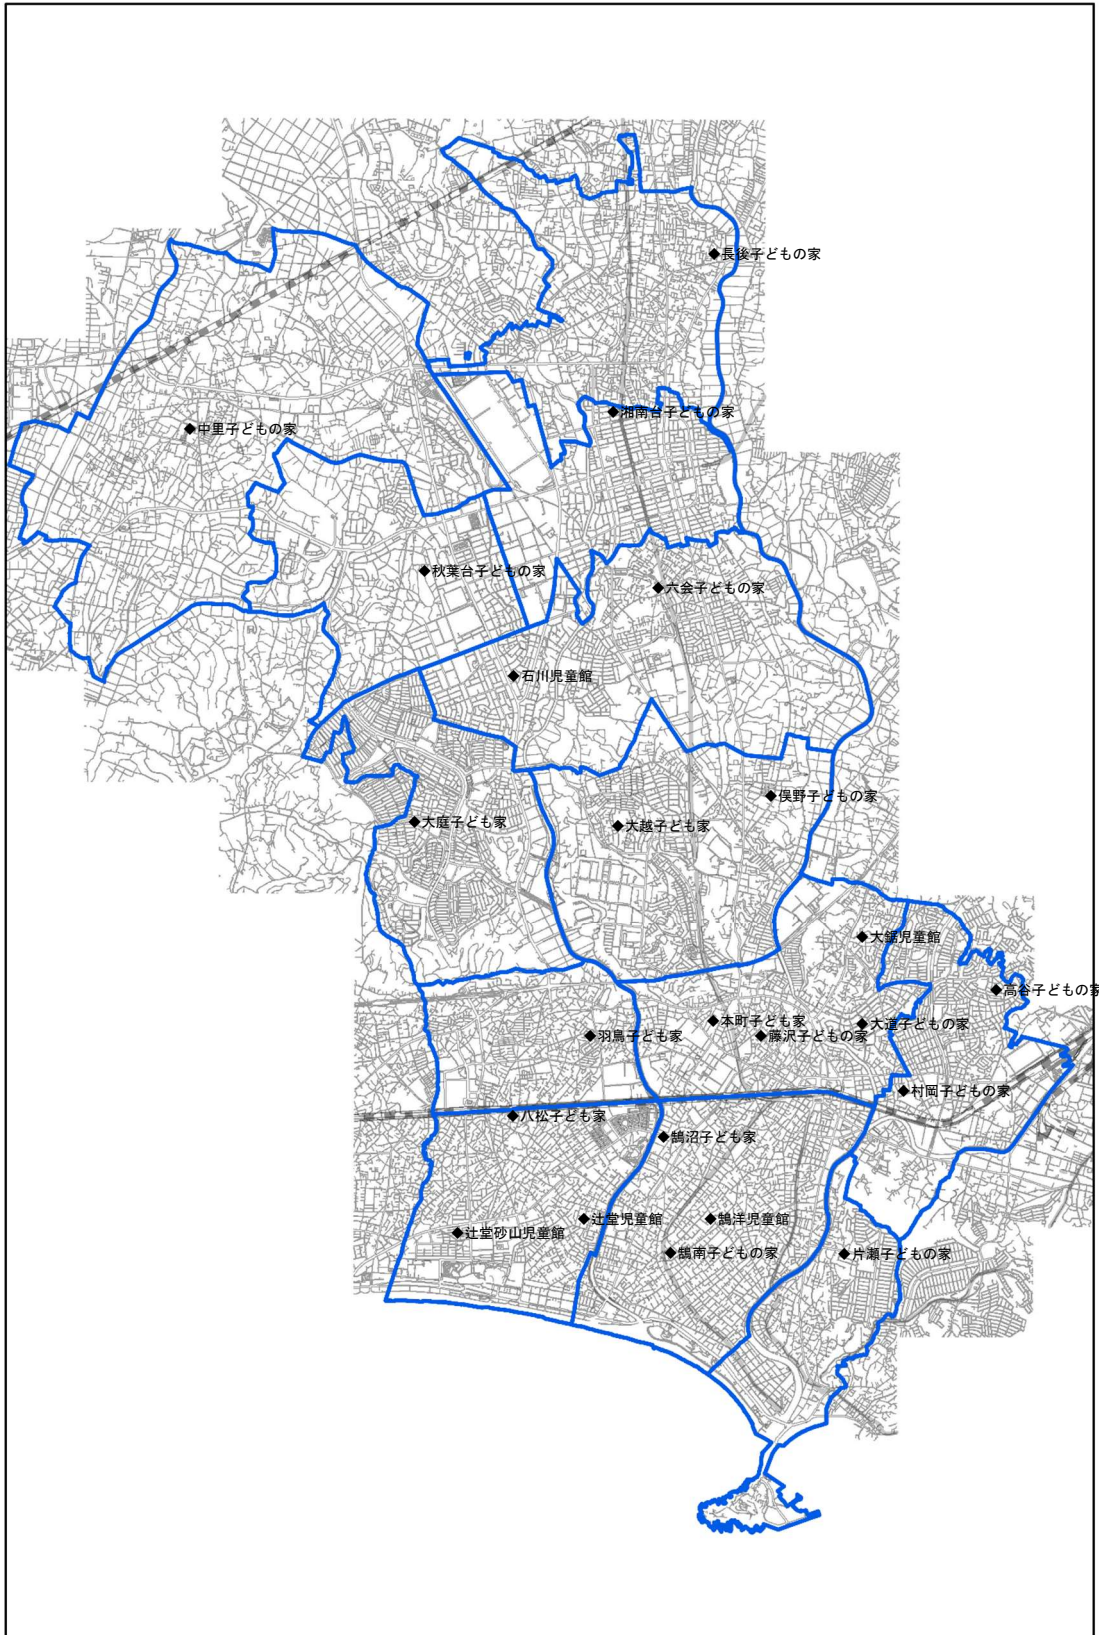 ◆長後子どもの家
◆湘南台子どもの家
◆中里子どもの家
◆秋葉台子どもの家
◆六会子どもの家
◆石川児童館
◆俣野子どもの家
◆大庭子ども家
◆大越子ども家
◆大鋸児童館
◆高谷子どもの家
◆本町子ども家
◆大道子どもの家
◆羽鳥子ども家
◆藤沢子どもの家
◆村岡子どもの家
◆八松子ども家
◆鵠沼子ども家
◆辻堂児童館
◆鵠洋児童館
◆辻堂砂山児童館
◆鵠南子どもの家
◆片瀬子どもの家